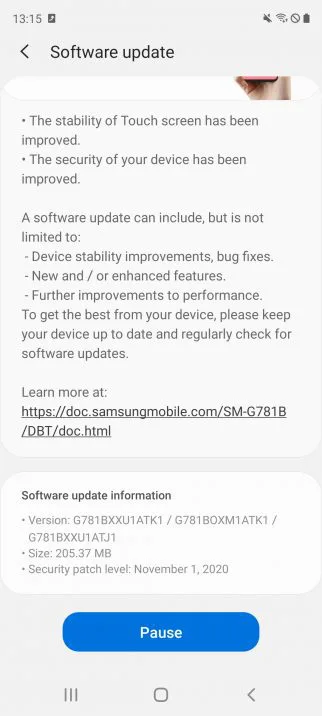 13:15
Software update
• The stability of Touch screen has been
improved.
• The security of your device has been
improved.
A software update can include, but is not
limited to:
- Device stability improvements, bug fixes.
- New and / or enhanced features.
- Further improvements to performance.
To get the best from your device, please keep
your device up to date and regularly check for
software updates.
Learn more at:
https://doc.samsungmobile.com/SM-G781B
/DBT/doc.html
Software update information
• Version: G781BXXU1ATK1 / G781BOXM1ATK1 /
G781BXXU1ATJ1
• Size: 205.37 MB
• Security patch level: November 1, 2020
Pause